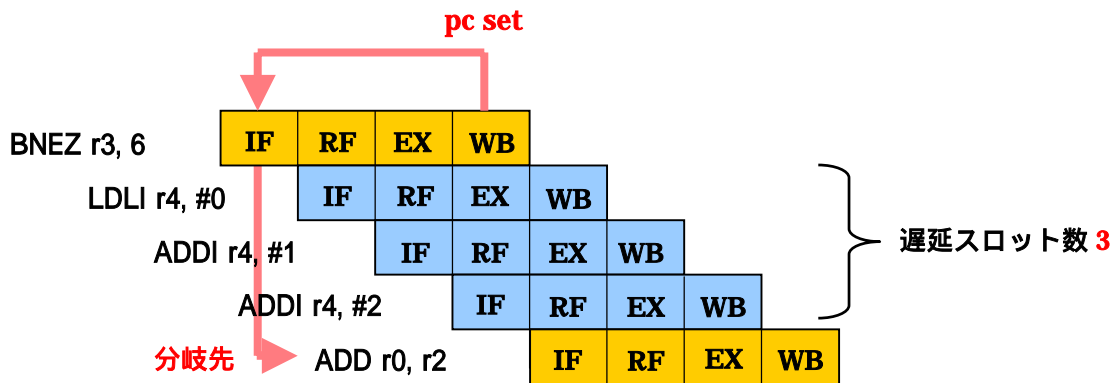 pc set
BNEZ r3, 6 IF RF EX WB
LDLI r4, #0 IF RF EX WB
ADDI r4, #1 IF RF EX WB
遅延スロット数 3
ADDI r4, #2 IF RF EX WB
分岐先 ADD r0, r2 IF RF EX WB